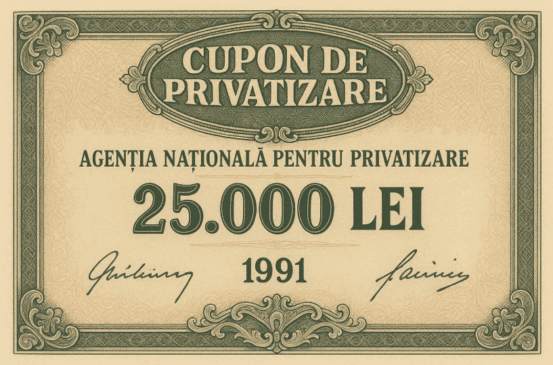 CUPON DE
PRIVATIZARE
AGENȚIA NAȚIONALĂ PENTRU PRIVATIZARE
25.000 LEI
1991